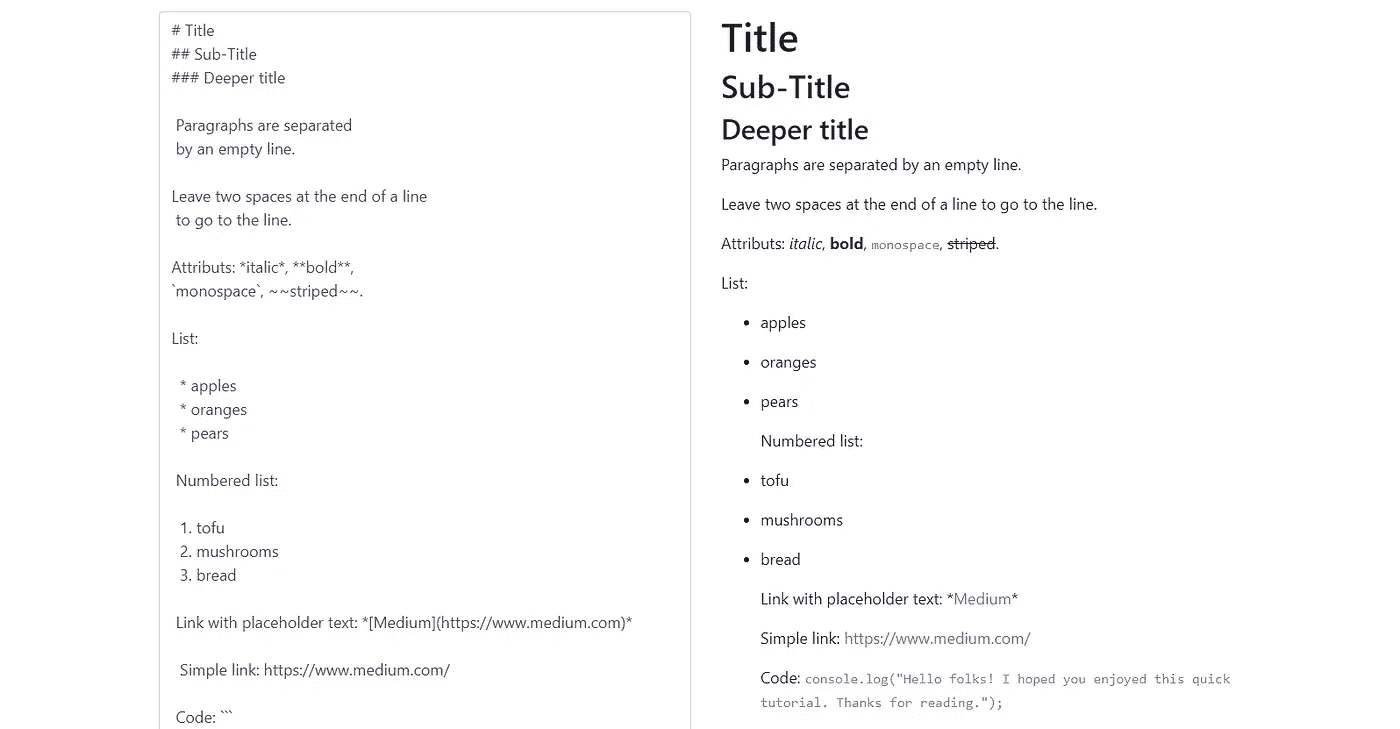 # Title
## Sub-Title
### Deeper title
Paragraphs are separated
by an empty line.
Leave two spaces at the end of a line
to go to the line.
Attributs: *italic*, **bold**,
`monospace`, ~~striped~~.
List:
* apples
* oranges
* pears
Numbered list:
1. tofu
2. mushrooms
3. bread
Link with placeholder text: *[Medium](https://www.medium.com)*
Simple link: https://www.medium.com/
Code: ```
Title
Sub-Title
Deeper title
Paragraphs are separated by an empty line.
Leave two spaces at the end of a line to go to the line.
Attributs: italic, bold, monospace, striped.
List:
• apples
• oranges
• pears
Numbered list:
• tofu
• mushrooms
• bread
Link with placeholder text: *Medium*
Simple link: https://www.medium.com/
Code: console.log("Hello folks! I hoped you enjoyed this quick
tutorial. Thanks for reading.");